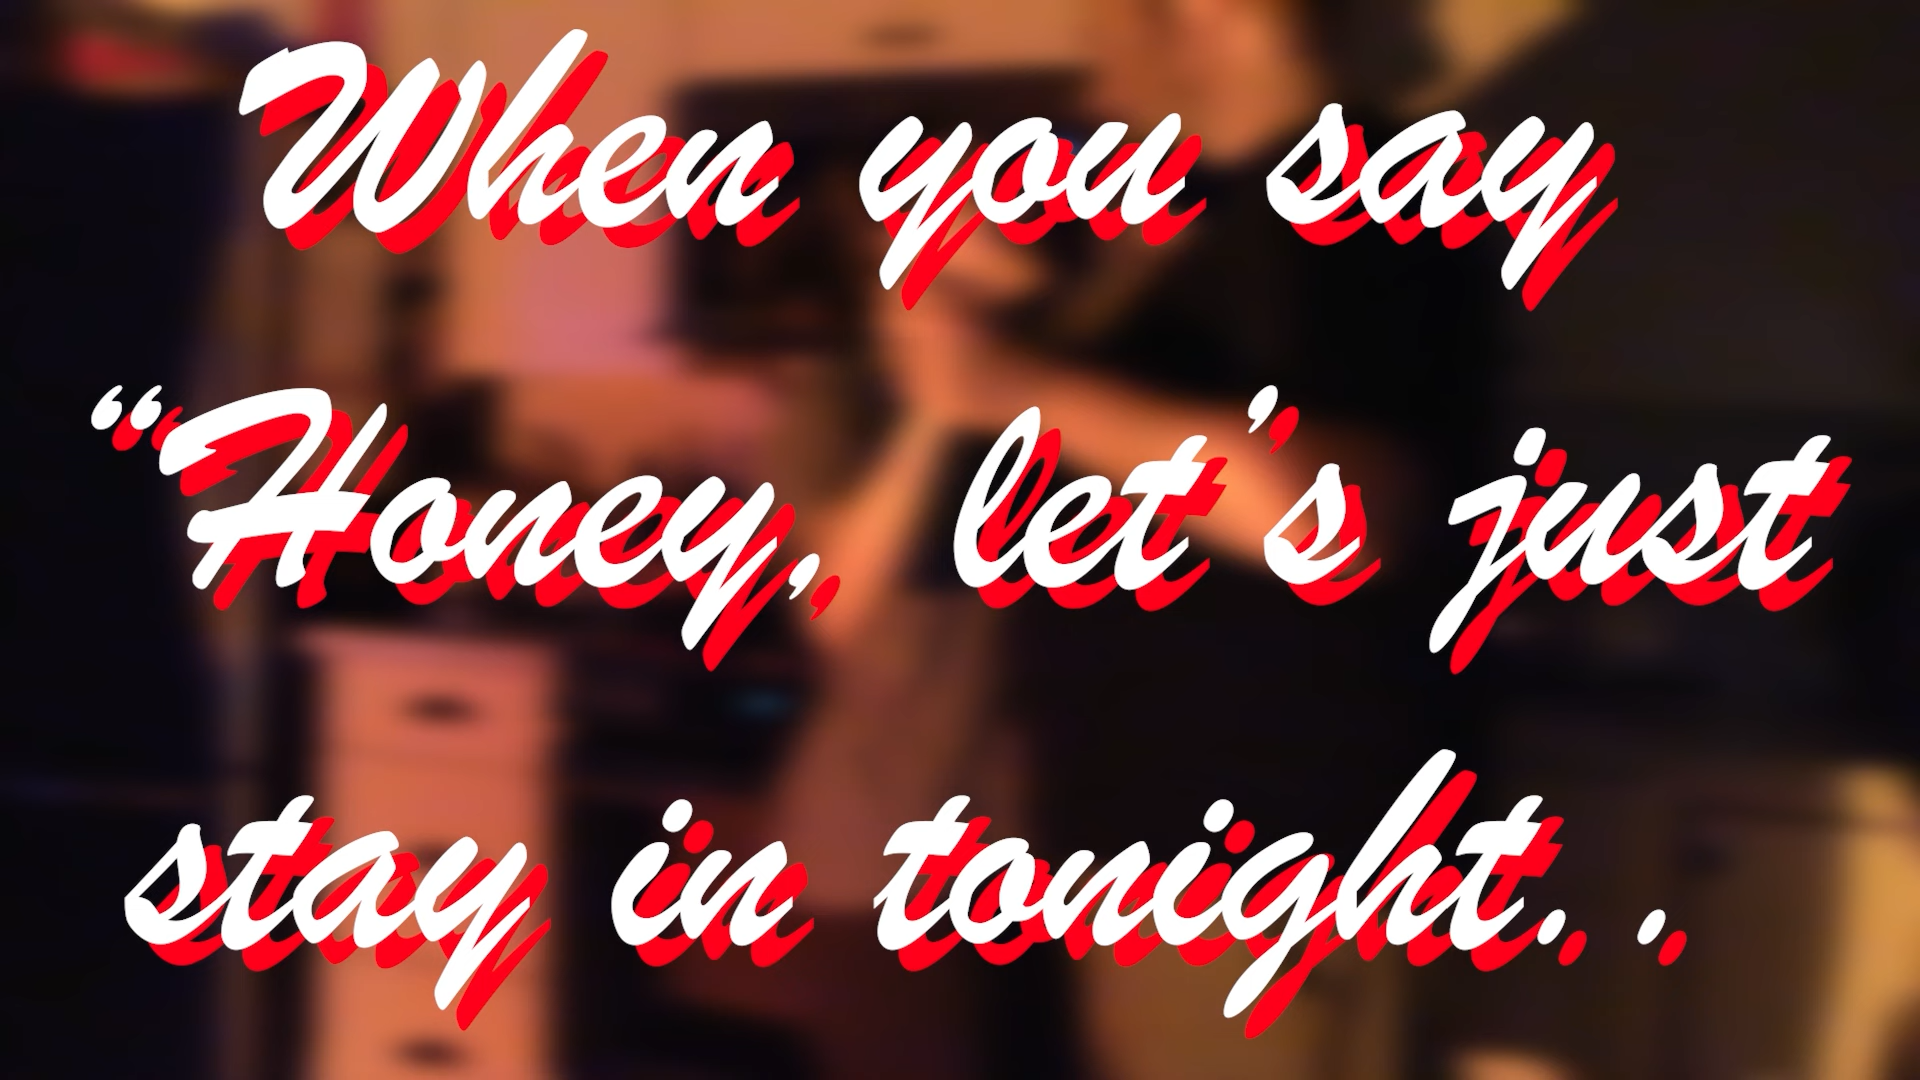 When you say
“Honey, let’s just
stay in tonight. .